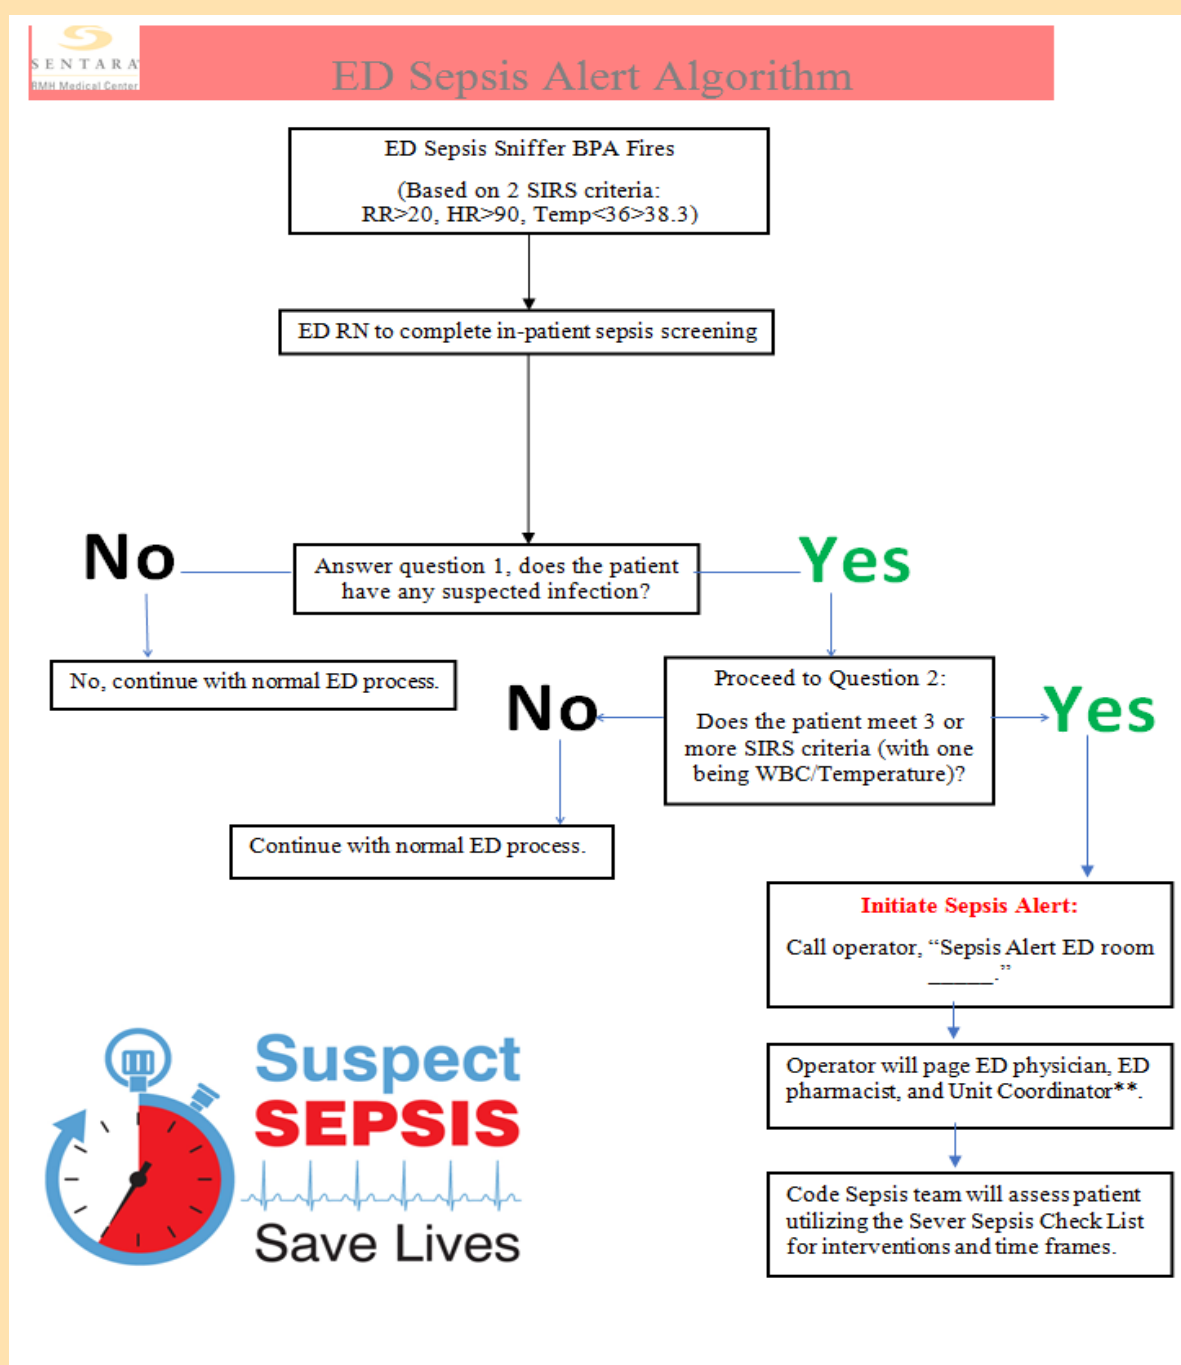 SENTARA
RMH Medical Center
ED Sepsis Alert Algorithm
ED Sepsis Sniffer BPA Fires
(Based on 2 SIRS criteria:
RR>20, HR>90, Temp<36>38.3)
ED RN to complete in-patient sepsis screening
No
Answer question 1, does the patient
have any suspected infection?
Yes
No, continue with normal ED process.
No
Proceed to Question 2:
Does the patient meet 3 or
more SIRS criteria (with one
being WBC/Temperature)?
Yes
Continue with normal ED process.
Initiate Sepsis Alert:
Call operator, “Sepsis Alert ED room
_____.”
Operator will page ED physician, ED
pharmacist, and Unit Coordinator**.
Code Sepsis team will assess patient
utilizing the Sever Sepsis Check List
for interventions and time frames.
Suspect
SEPSIS
Save Lives